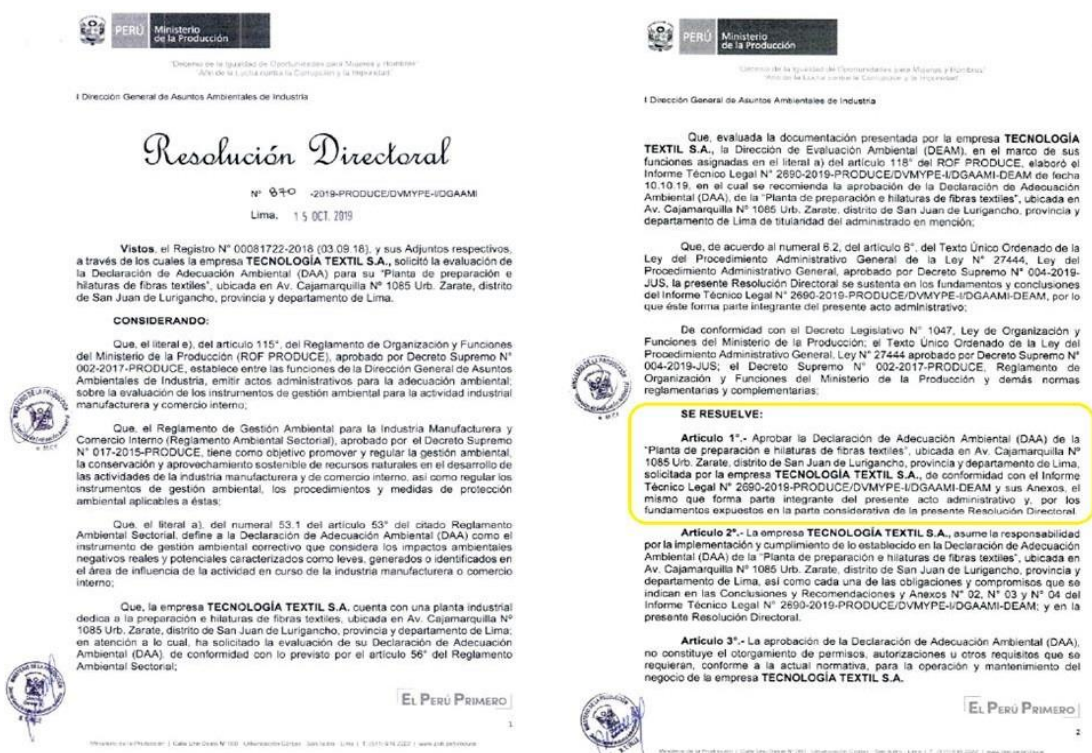 PERÚ
Ministerio
de la Producción
"Decenio de la Igualdad de Oportunidades para Mujeres y Hombres"
"Año de la Lucha contra la Corrupción y la Impunidad"
I Dirección General de Asuntos Ambientales de Industria
Resolución Directoral
N° 870 -2019-PRODUCE/DVMYPE-I/DGAAMI
Lima, 15 OCT. 2019
Vistos, el Registro N° 00081722-2018 (03.09.18), y sus Adjuntos respectivos,
a través de los cuales la empresa TECNOLOGÍA TEXTIL S.A., solicitó la evaluación de
la Declaración de Adecuación Ambiental (DAA) para su "Planta de preparación e
hilaturas de fibras textiles", ubicada en Av. Cajamarquilla Nº 1085 Urb. Zarate, distrito
de San Juan de Lurigancho, provincia y departamento de Lima.
CONSIDERANDO:
Que, el literal e), del artículo 115°, del Reglamento de Organización y Funciones
del Ministerio de la Producción (ROF PRODUCE), aprobado por Decreto Supremo N°
002-2017-PRODUCE, establece entre las funciones de la Dirección General de Asuntos
Ambientales de Industria, emitir actos administrativos para la adecuación ambiental;
sobre la evaluación de los instrumentos de gestión ambiental para la actividad industrial
manufacturera y comercio interno;
Que, el Reglamento de Gestión Ambiental para la Industria Manufacturera y
Comercio Interno (Reglamento Ambiental Sectorial), aprobado por el Decreto Supremo
N° 017-2015-PRODUCE, tiene como objetivo promover y regular la gestión ambiental,
la conservación y aprovechamiento sostenible de recursos naturales en el desarrollo de
las actividades de la industria manufacturera y de comercio interno, así como regular los
instrumentos de gestión ambiental, los procedimientos y medidas de protección
ambiental aplicables a éstas;
Que, el literal a), del numeral 53.1 del artículo 53° del citado Reglamento
Ambiental Sectorial, define a la Declaración de Adecuación Ambiental (DAA) como el
instrumento de gestión ambiental correctivo que considera los impactos ambientales
negativos reales y potenciales caracterizados como leves, generados o identificados en
el área de influencia de la actividad en curso de la industria manufacturera o comercio
interno;
Que, la empresa TECNOLOGÍA TEXTIL S.A. cuenta con una planta industrial
dedica a la preparación e hilaturas de fibras textiles, ubicada en Av. Cajamarquilla Nº
1085 Urb. Zarate, distrito de San Juan de Lurigancho, provincia y departamento de Lima;
en atención a lo cual, ha solicitado la evaluación de su Declaración de Adecuación
Ambiental (DAA), de conformidad con lo previsto por el artículo 56° del Reglamento
Ambiental Sectorial;
EL PERÚ PRIMERO
1
PERÚ
Ministerio
de la Producción
"Decenio de la Igualdad de Oportunidades para Mujeres y Hombres"
"Año de la Lucha contra la Corrupción y la Impunidad"
I Dirección General de Asuntos Ambientales de Industria
Que, evaluada la documentación presentada por la empresa TECNOLOGÍA
TEXTIL S.A., la Dirección de Evaluación Ambiental (DEAM), en el marco de sus
funciones asignadas en el literal a) del artículo 118° del ROF PRODUCE, elaboró el
Informe Técnico Legal N° 2690-2019-PRODUCE/DVMYPE-I/DGAAMI-DEAM de fecha
10.10.19, en el cual se recomienda la aprobación de la Declaración de Adecuación
Ambiental (DAA), de la "Planta de preparación e hilaturas de fibras textiles", ubicada en
Av. Cajamarquilla Nº 1085 Urb. Zarate, distrito de San Juan de Lurigancho, provincia y
departamento de Lima de titularidad del administrado en mención;
Que, de acuerdo al numeral 6.2, del artículo 6°, del Texto Único Ordenado de la
Ley del Procedimiento Administrativo General de la Ley N° 27444, Ley del
Procedimiento Administrativo General, aprobado por Decreto Supremo N° 004-2019-
JUS, la presente Resolución Directoral se sustenta en los fundamentos y conclusiones
del Informe Técnico Legal N° 2690-2019-PRODUCE/DVMYPE-I/DGAAMI-DEAM, por lo
que éste forma parte integrante del presente acto administrativo;
De conformidad con el Decreto Legislativo N° 1047, Ley de Organización y
Funciones del Ministerio de la Producción; el Texto Único Ordenado de la Ley del
Procedimiento Administrativo General, Ley N° 27444 aprobado por Decreto Supremo N°
004-2019-JUS; el Decreto Supremo N° 002-2017-PRODUCE, Reglamento de
Organización y Funciones del Ministerio de la Producción y demás normas
reglamentarias y complementarias;
SE RESUELVE:
Artículo 1°.- Aprobar la Declaración de Adecuación Ambiental (DAA) de la
"Planta de preparación e hilaturas de fibras textiles", ubicada en Av. Cajamarquilla Nº
1085 Urb. Zarate, distrito de San Juan de Lurigancho, provincia y departamento de Lima,
solicitada por la empresa TECNOLOGÍA TEXTIL S.A., de conformidad con el Informe
Técnico Legal N° 2690-2019-PRODUCE/DVMYPE-I/DGAAMI-DEAM y sus Anexos, el
mismo que forma parte integrante del presente acto administrativo y, por los
fundamentos expuestos en la parte considerativa de la presente Resolución Directoral.
Artículo 2°.- La empresa TECNOLOGÍA TEXTIL S.A., asume la responsabilidad
por la implementación y cumplimiento de lo establecido en la Declaración de Adecuación
Ambiental (DAA) de la "Planta de preparación e hilaturas de fibras textiles", ubicada en
Av. Cajamarquilla Nº 1085 Urb. Zarate, distrito de San Juan de Lurigancho, provincia y
departamento de Lima, así como cada una de las obligaciones y compromisos que se
indican en las Conclusiones y Recomendaciones y Anexos N° 02, N° 03 y N° 04 del
Informe Técnico Legal N° 2690-2019-PRODUCE/DVMYPE-I/DGAAMI-DEAM; y en la
presente Resolución Directoral.
Artículo 3°.- La aprobación de la Declaración de Adecuación Ambiental (DAA),
no constituye el otorgamiento de permisos, autorizaciones u otros requisitos que se
requieran, conforme a la actual normativa, para la operación y mantenimiento del
negocio de la empresa TECNOLOGÍA TEXTIL S.A.
EL PERÚ PRIMERO
2